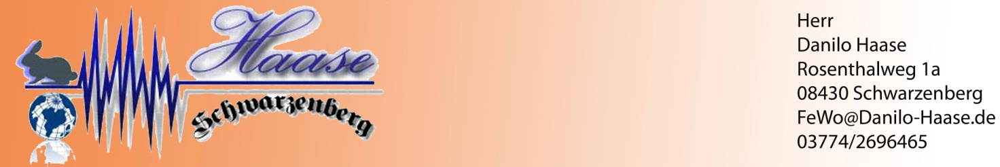 Haase
Schwarzenberg
Herr
Danilo Haase
Rosenthalweg 1a
08430 Schwarzenberg
FeWo@Danilo-Haase.de
03774/2696465